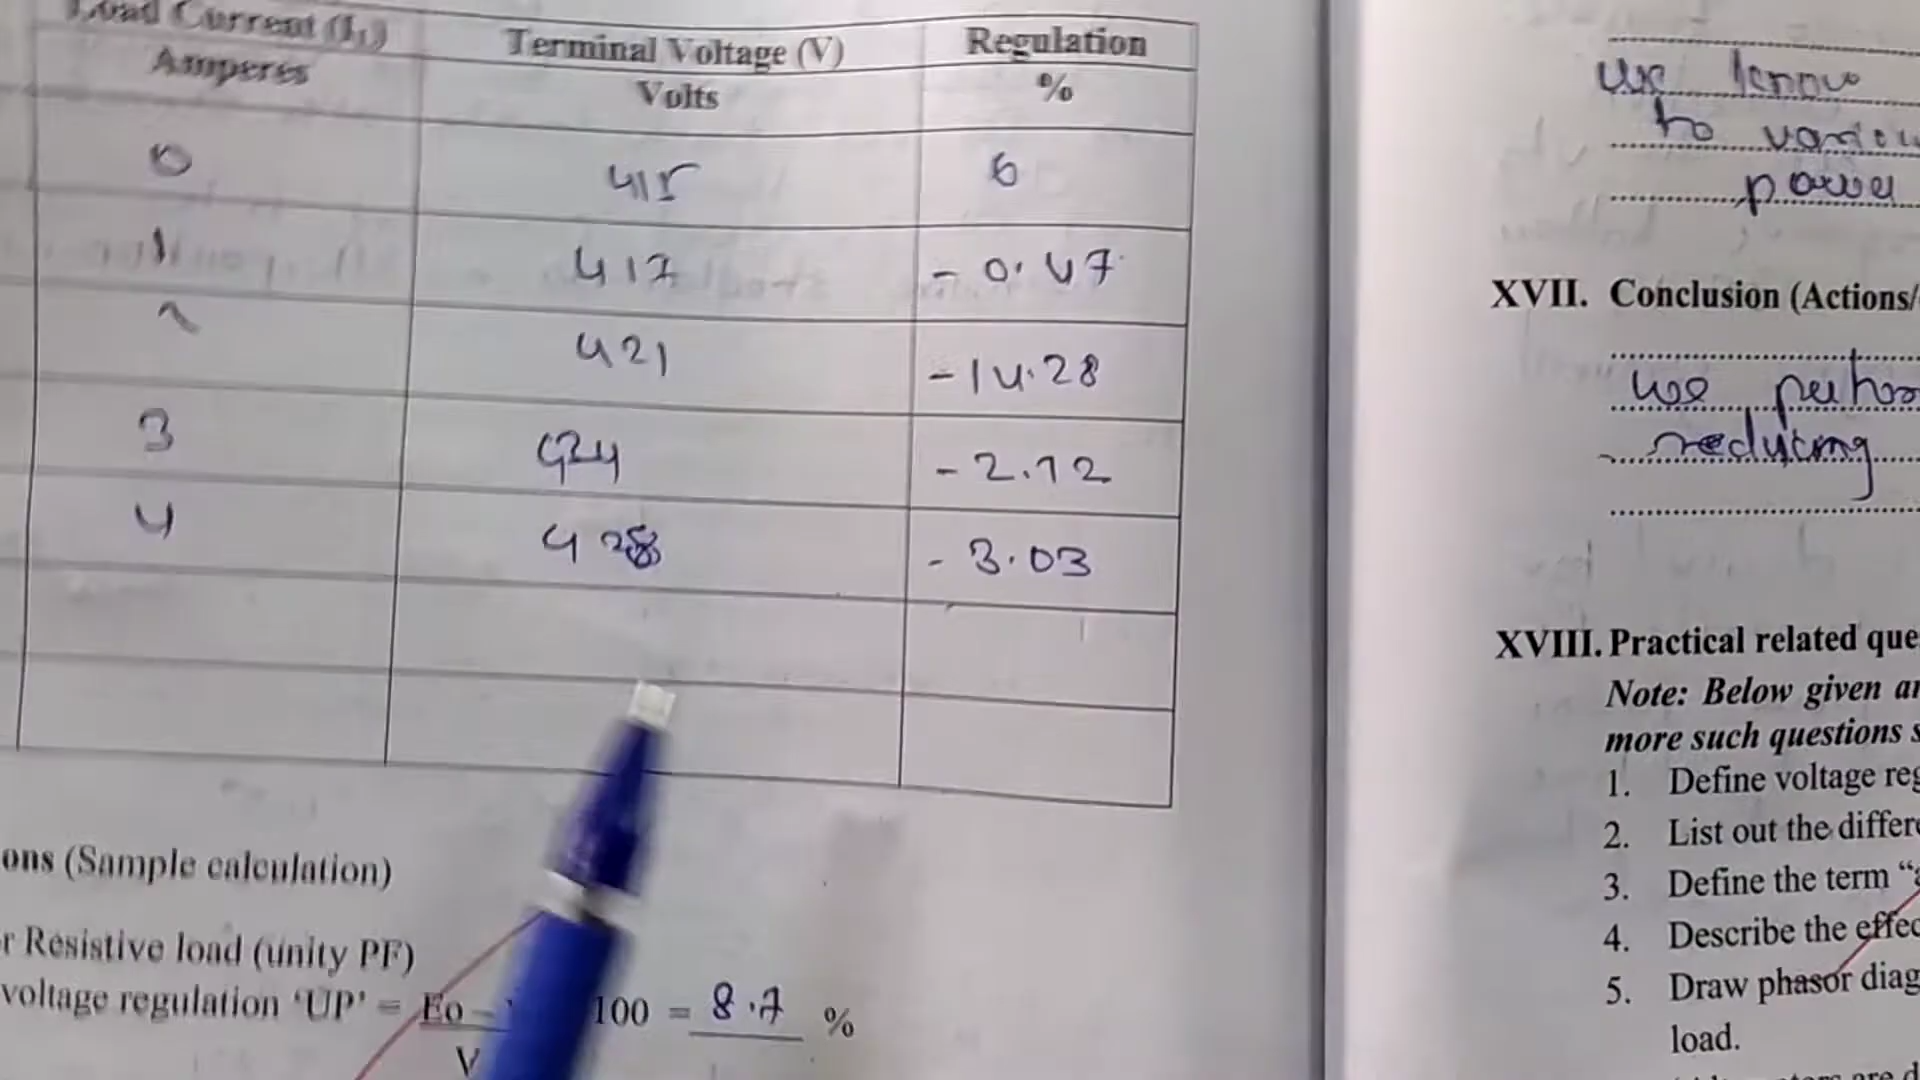 Load Current (I₁) Terminal Voltage (V) Regulation
Amperes Volts %
0 415 6
1 417 - 0.47
2 421 - 14.28
3 424 - 2.12
4 428 - 3.03
ons (Sample calculation)
r Resistive load (unity PF)
voltage regulation ‘UP’ = Eo - 100 = 8.7 %
V
we know
to variou
powe
XVII. Conclusion (Actions/
we
reducing
XVIII. Practical related que
Note: Below given ar
more such questions s
1. Define voltage reg
2. List out the differe
3. Define the term “a
4. Describe the effec
5. Draw phasor diag
load.